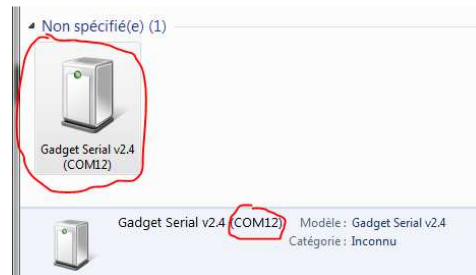 Non spécifié(e) (1)
Gadget Serial v2.4
(COM12)
Gadget Serial v2.4 (COM12) Modèle : Gadget Serial v2.4
Catégorie : Inconnu